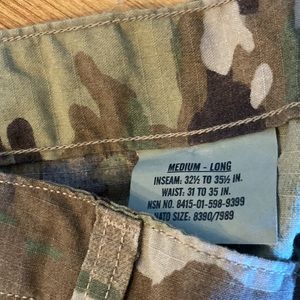 MEDIUM - LONG
INSEAM: 32½ TO 35½ IN.
WAIST: 31 TO 35 IN.
NSN NO. 8415-01-598-9399
NATO SIZE: 8390/7989